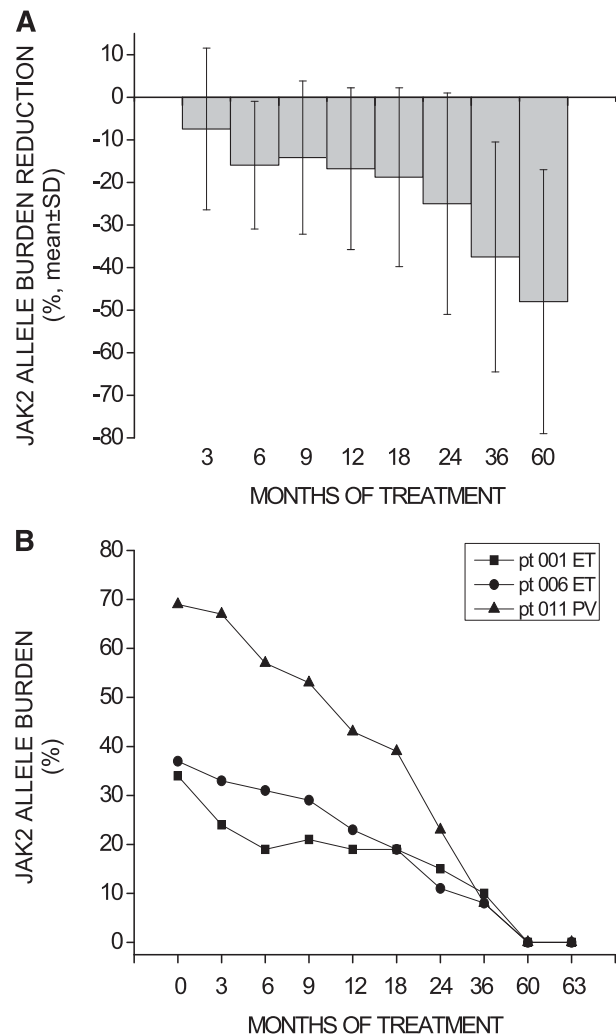 A
JAK2 ALLELE BURDEN REDUCTION
(%, mean±SD)
10
0
-10
-20
-30
-40
-50
-60
-70
-80
3 6 9 12 18 24 36 60
MONTHS OF TREATMENT
B
JAK2 ALLELE BURDEN
(%)
80
70
60
50
40
30
20
10
0
pt 001 ET
pt 006 ET
pt 011 PV
0 3 6 9 12 18 24 36 60 63
MONTHS OF TREATMENT